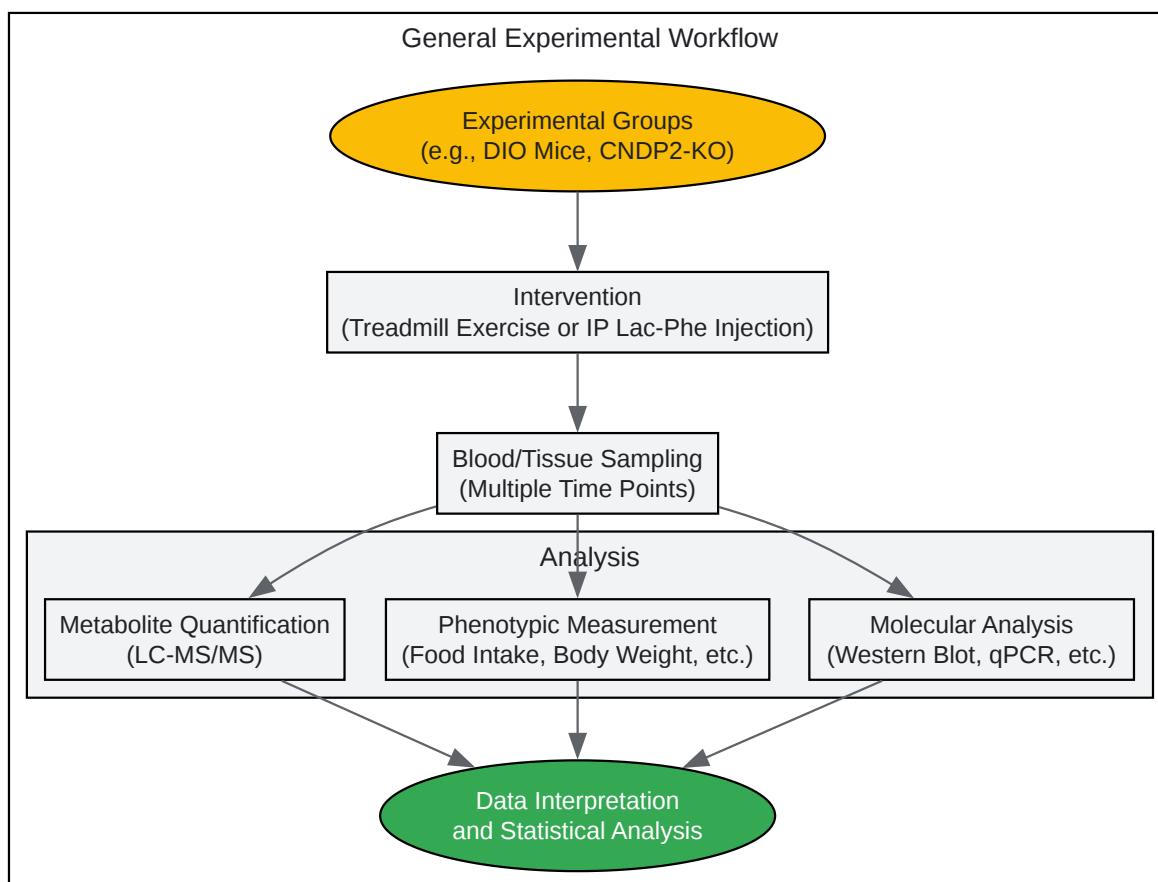 General Experimental Workflow
Experimental Groups
(e.g., DIO Mice, CNDP2-KO)
Intervention
(Treadmill Exercise or IP Lac-Phe Injection)
Blood/Tissue Sampling
(Multiple Time Points)
Analysis
Metabolite Quantification
(LC-MS/MS)
Phenotypic Measurement
(Food Intake, Body Weight, etc.)
Molecular Analysis
(Western Blot, qPCR, etc.)
Data Interpretation
and Statistical Analysis